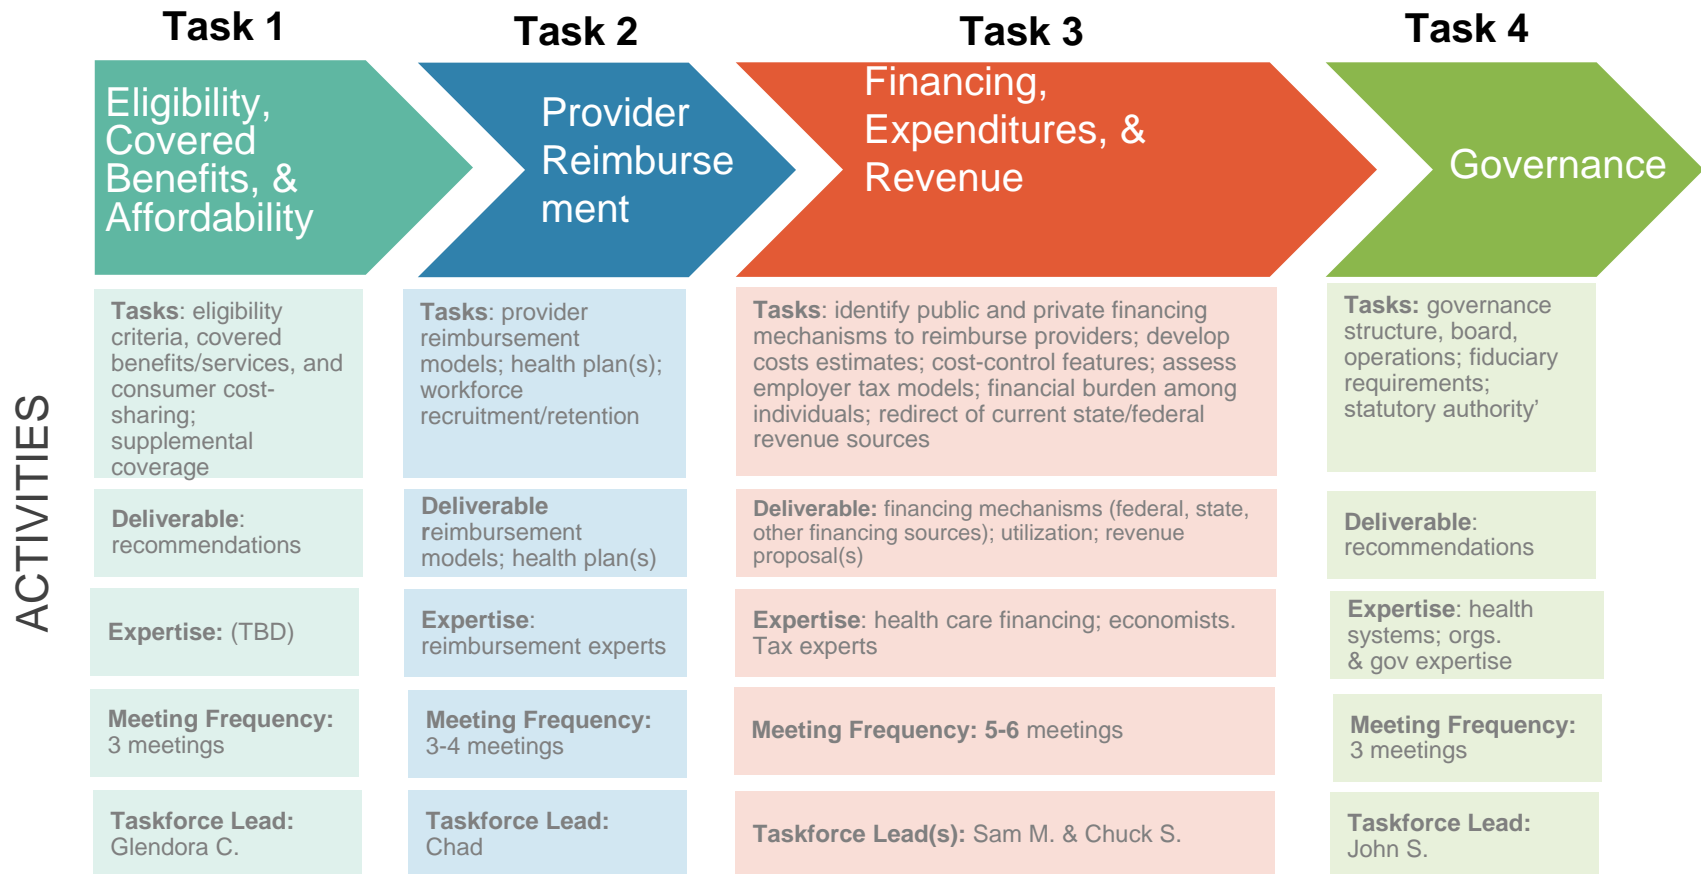 Task 1
Task 2
Task 3
Task 4
Eligibility,
Covered
Benefits, &
Affordability
Provider
Reimburse
ment
Financing,
Expenditures, &
Revenue
Governance
ACTIVITIES
Tasks: eligibility
criteria, covered
benefits/services, and
consumer cost-
sharing;
supplemental
coverage
Tasks: provider
reimbursement
models; health plan(s);
workforce
recruitment/retention
Tasks: identify public and private financing
mechanisms to reimburse providers; develop
costs estimates; cost-control features; assess
employer tax models; financial burden among
individuals; redirect of current state/federal
revenue sources
Tasks: governance
structure, board,
operations; fiduciary
requirements;
statutory authority’
Deliverable:
recommendations
Deliverable
reimbursement
models; health plan(s)
Deliverable: financing mechanisms (federal, state,
other financing sources); utilization; revenue
proposal(s)
Deliverable:
recommendations
Expertise: (TBD)
Expertise:
reimbursement experts
Expertise: health care financing; economists.
Tax experts
Expertise: health
systems; orgs.
& gov expertise
Meeting Frequency:
3 meetings
Meeting Frequency:
3-4 meetings
Meeting Frequency: 5-6 meetings
Meeting Frequency:
3 meetings
Taskforce Lead:
Glendora C.
Taskforce Lead:
Chad
Taskforce Lead(s): Sam M. & Chuck S.
Taskforce Lead:
John S.